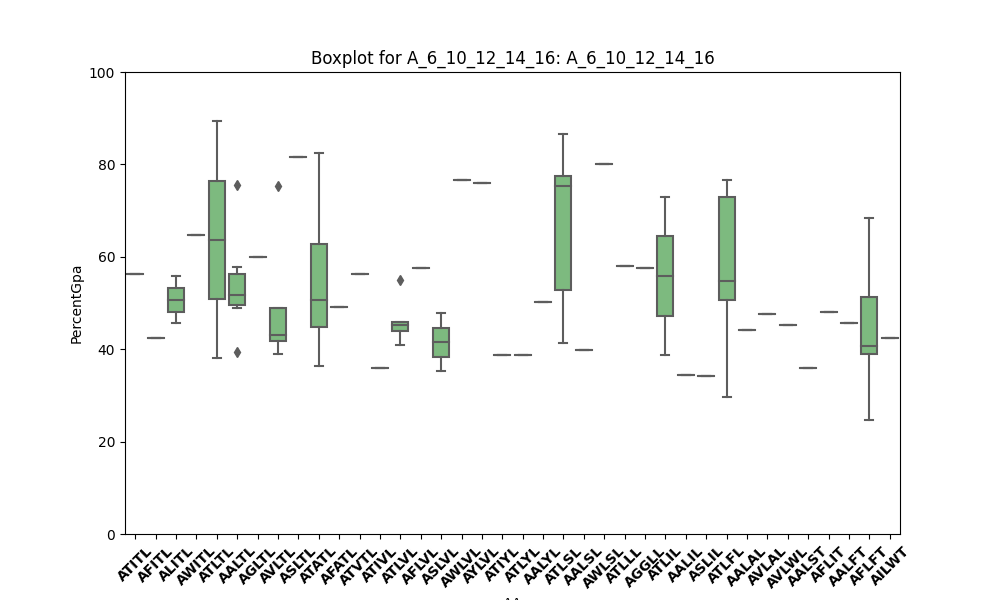 Boxplot for A_6_10_12_14_16: A_6_10_12_14_16
100
80
60
40
20
0
PercentGpa
ATITL
AFITL
ALITL
AWITL
ATLTL
AALTL
AGLTL
AVLTL
ASLTL
ATATL
AFATL
ATVTL
ATIVL
ATLVL
AFLVL
ASLVL
AWLVL
AYLVL
ATIYL
ATLYL
AALYL
ATLSL
AALSL
AWLSL
ATLLL
AGGLL
ATLIL
AALIL
ASLIL
ATLFL
AALAL
AVLAL
AVLWL
AALST
AFLIT
AALFT
AFLFT
AILWT